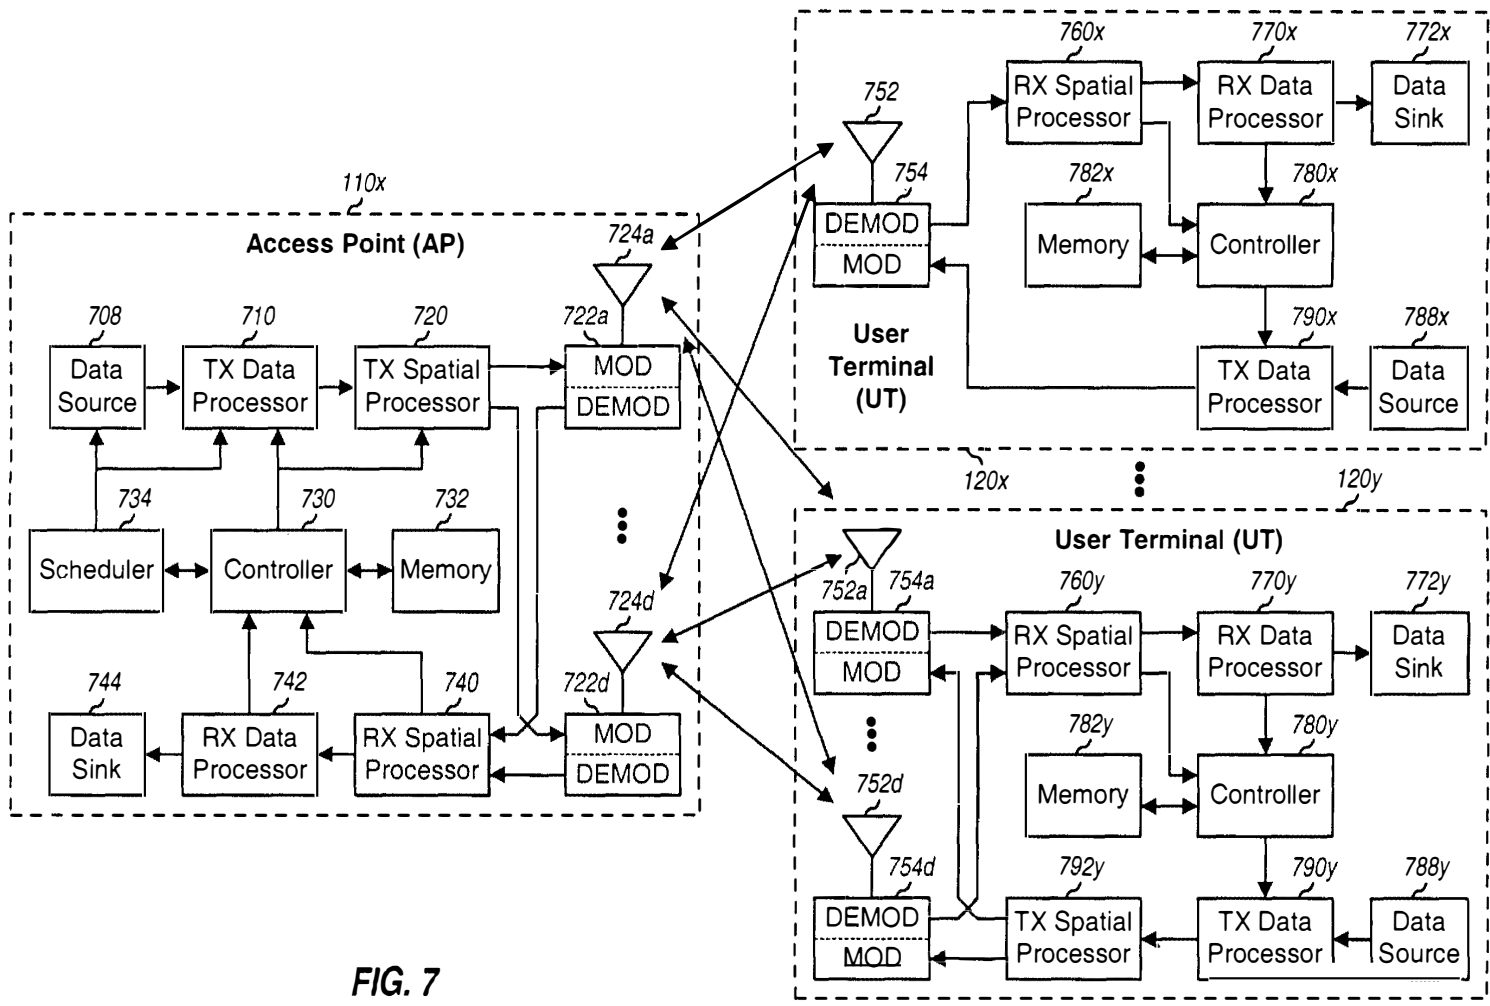 110x
Access Point (AP)
724a
708
710
720
722a
Data
Source
TX Data
Processor
TX Spatial
Processor
MOD
DEMOD
734
730
732
Scheduler
Controller
Memory
724d
744
742
740
722d
Data
Sink
RX Data
Processor
RX Spatial
Processor
MOD
DEMOD
760x
770x
772x
752
RX Spatial
Processor
RX Data
Processor
Data
Sink
754
782x
780x
DEMOD
MOD
Memory
Controller
User
Terminal
(UT)
790x
788x
TX Data
Processor
Data
Source
120x
120y
User Terminal (UT)
752a
754a
760y
770y
772y
DEMOD
MOD
RX Spatial
Processor
RX Data
Processor
Data
Sink
782y
780y
Memory
Controller
752d
754d
792y
790y
788y
DEMOD
MOD
TX Spatial
Processor
TX Data
Processor
Data
Source
FIG. 7